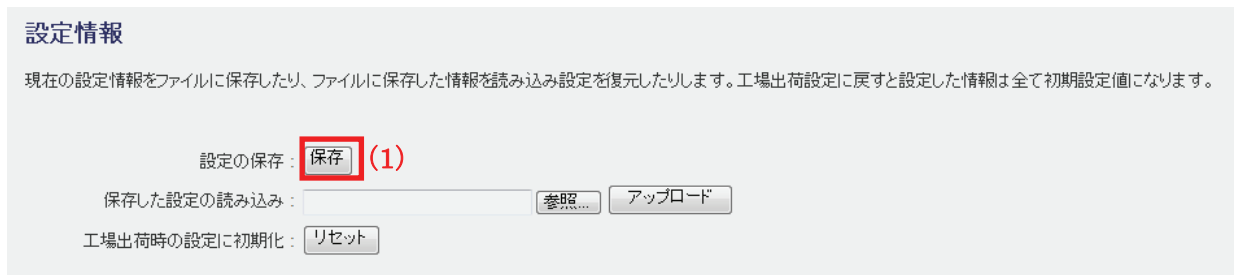 設定情報
現在の設定情報をファイルに保存したり、ファイルに保存した情報を読み込み設定を復元したりします。工場出荷設定に戻すと設定した情報は全て初期設定値になります。
設定の保存 : 保存 (1)
保存した設定の読み込み : 参照... アップロード
工場出荷時の設定に初期化 : リセット